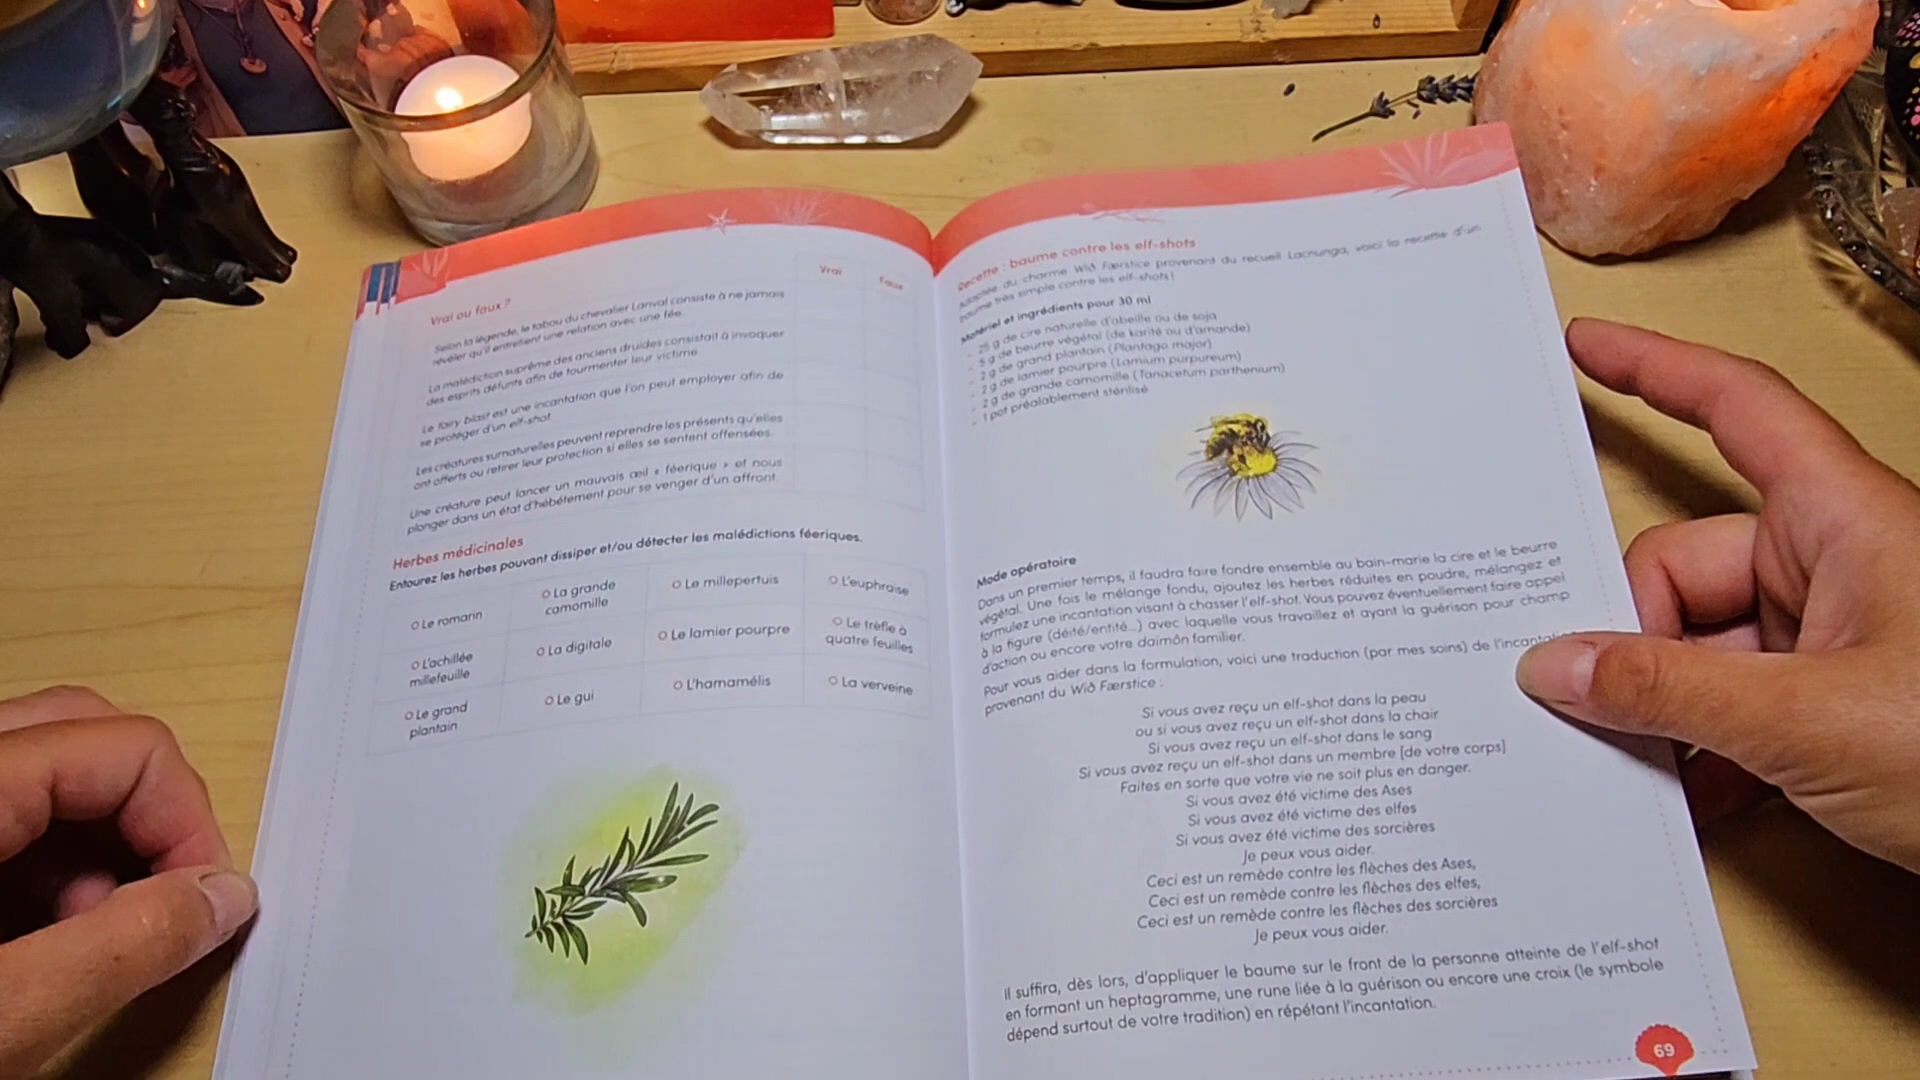 Vrai ou faux ?
Vrai
Faux
Selon la légende, le tabou du chevalier Lanval consiste à ne jamais
révéler qu'il entretient une relation avec une fée.
La malédiction suprême des anciens druides consistait à invoquer
des esprits défunts afin de tourmenter leur victime.
Le fairy blast est une incantation que l'on peut employer afin de
se protéger d'un elf-shot.
Les créatures surnaturelles peuvent reprendre les présents qu'elles
ont offerts ou retirer leur protection si elles se sentent offensées.
Une créature peut lancer un mauvais œil « féerique » et nous
plonger dans un état d'hébétement pour se venger d'un affront.
Herbes médicinales
Entourez les herbes pouvant dissiper et/ou détecter les malédictions féeriques.
Le romarin
La grande
camomille
Le millepertuis
L'euphraise
L'achillée
millefeuille
La digitale
Le lamier pourpre
Le trèfle à
quatre feuilles
Le grand
plantain
Le gui
L'hamamélis
La verveine
Recette : baume contre les elf-shots
Adaptée du charme Wið Færstice provenant du recueil Lacnunga, voici la recette d'un
baume très simple contre les elf-shots !
Matériel et ingrédients pour 30 ml
- 25 g de cire naturelle d'abeille ou de soja
- 5 g de beurre végétal (de karité ou d'amande)
- 2 g de grand plantain (Plantago major)
- 2 g de lamier pourpre (Lamium purpureum)
- 2 g de grande camomille (Tanacetum parthenium)
- 1 pot préalablement stérilisé
Mode opératoire
Dans un premier temps, il faudra faire fondre ensemble au bain-marie la cire et le beurre
végétal. Une fois le mélange fondu, ajoutez les herbes réduites en poudre, mélangez et
formulez une incantation visant à chasser l'elf-shot. Vous pouvez éventuellement faire appel
à la figure (déité/entité...) avec laquelle vous travaillez et ayant la guérison pour champ
d'action ou encore votre daimôn familier.
Pour vous aider dans la formulation, voici une traduction (par mes soins) de
provenant du Wið Færstice :
Si vous avez reçu un elf-shot dans la peau
ou si vous avez reçu un elf-shot dans la chair
Si vous avez reçu un elf-shot dans le sang
Si vous avez reçu un elf-shot dans un membre [de votre corps]
Faites en sorte que votre vie ne soit plus en danger.
Si vous avez été victime des Ases
Si vous avez été victime des elfes
Si vous avez été victime des sorcières
Je peux vous aider.
Ceci est un remède contre les flèches des Ases,
Ceci est un remède contre les flèches des elfes,
Ceci est un remède contre les flèches des sorcières
Je peux vous aider.
Il suffira, dès lors, d'appliquer le baume sur le front de la personne atteinte de l'elf-shot
en formant un heptagramme, une rune liée à la guérison ou encore une croix (le symbole
dépend surtout de votre tradition) en répétant l'incantation.
69